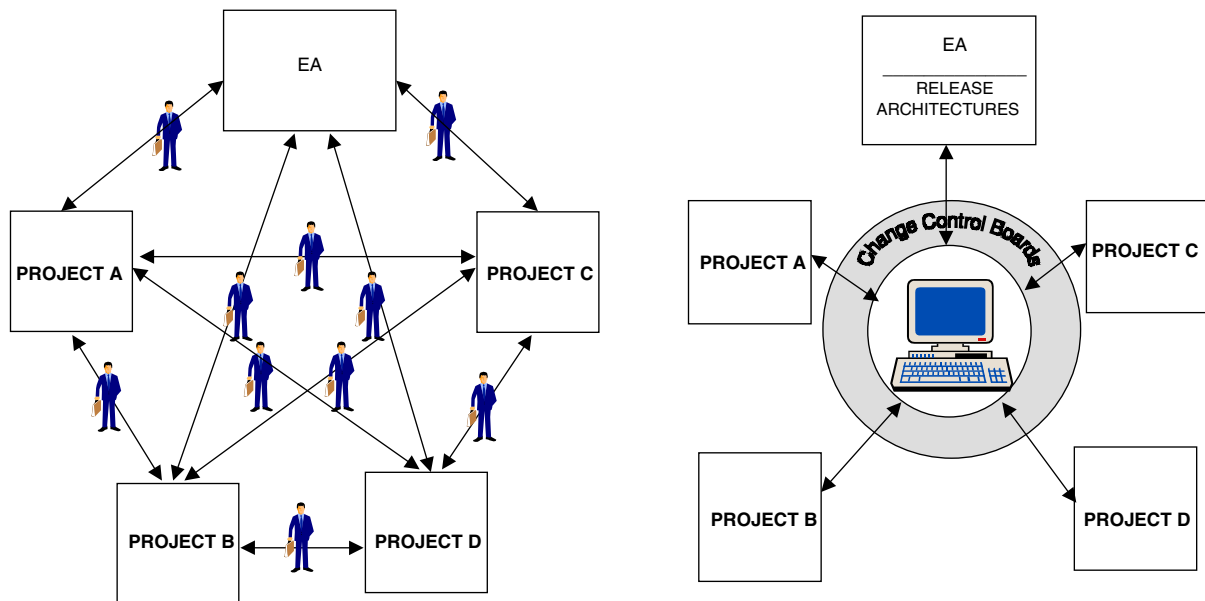 EA
PROJECT A
PROJECT C
PROJECT B
PROJECT D
EA
RELEASE
ARCHITECTURES
Change Control Boards
PROJECT A
PROJECT C
PROJECT B
PROJECT D